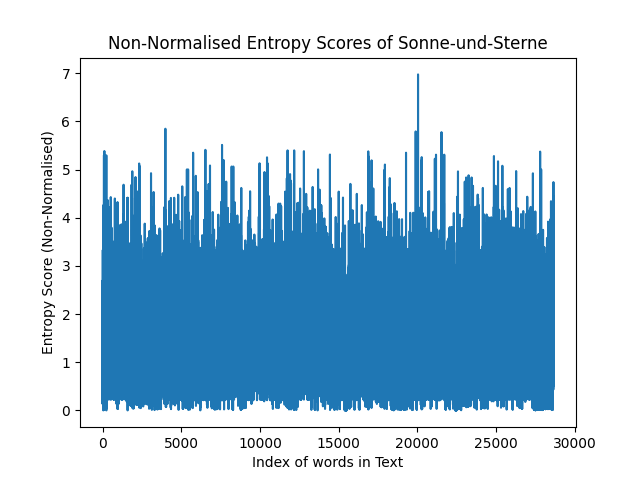 Non-Normalised Entropy Scores of Sonne-und-Sterne
7
6
5
4
3
2
1
0
Entropy Score (Non-Normalised)
0 5000 10000 15000 20000 25000 30000
Index of words in Text